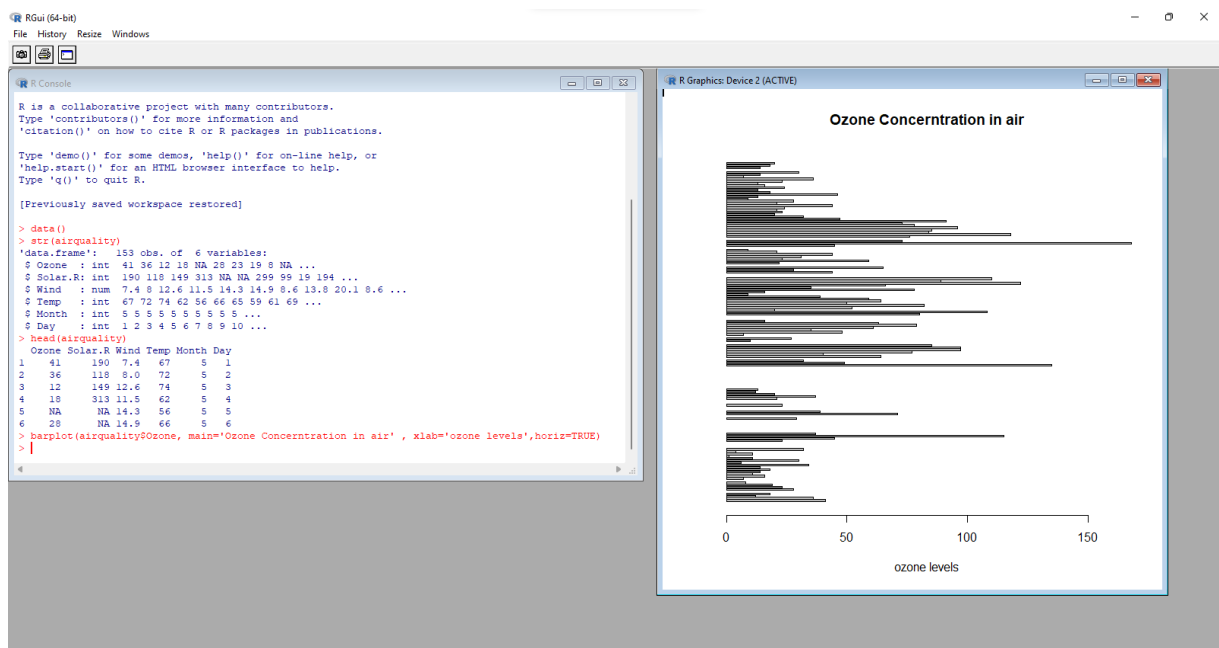 RGui (64-bit)
File History Resize Windows
R Console
R is a collaborative project with many contributors.
Type 'contributors()' for more information and
'citation()' on how to cite R or R packages in publications.
Type 'demo()' for some demos, 'help()' for on-line help, or
'help.start()' for an HTML browser interface to help.
Type 'q()' to quit R.
[Previously saved workspace restored]
> data()
> str(airquality)
'data.frame':   153 obs. of  6 variables:
 $ Ozone  : int  41 36 12 18 NA 28 23 19 8 NA ...
 $ Solar.R: int  190 118 149 313 NA NA 299 99 19 194 ...
 $ Wind   : num  7.4 8 12.6 11.5 14.3 14.9 8.6 13.8 20.1 8.6 ...
 $ Temp   : int  67 72 74 62 56 66 65 59 61 69 ...
 $ Month  : int  5 5 5 5 5 5 5 5 5 5 ...
 $ Day    : int  1 2 3 4 5 6 7 8 9 10 ...
> head(airquality)
  Ozone Solar.R Wind Temp Month Day
1    41     190  7.4   67     5   1
2    36     118  8.0   72     5   2
3    12     149 12.6   74     5   3
4    18     313 11.5   62     5   4
5    NA      NA 14.3   56     5   5
6    28      NA 14.9   66     5   6
> barplot(airquality$Ozone, main='Ozone Concerntration in air' , xlab='ozone levels',horiz=TRUE)
>
R Graphics: Device 2 (ACTIVE)
Ozone Concerntration in air
0 50 100 150
ozone levels